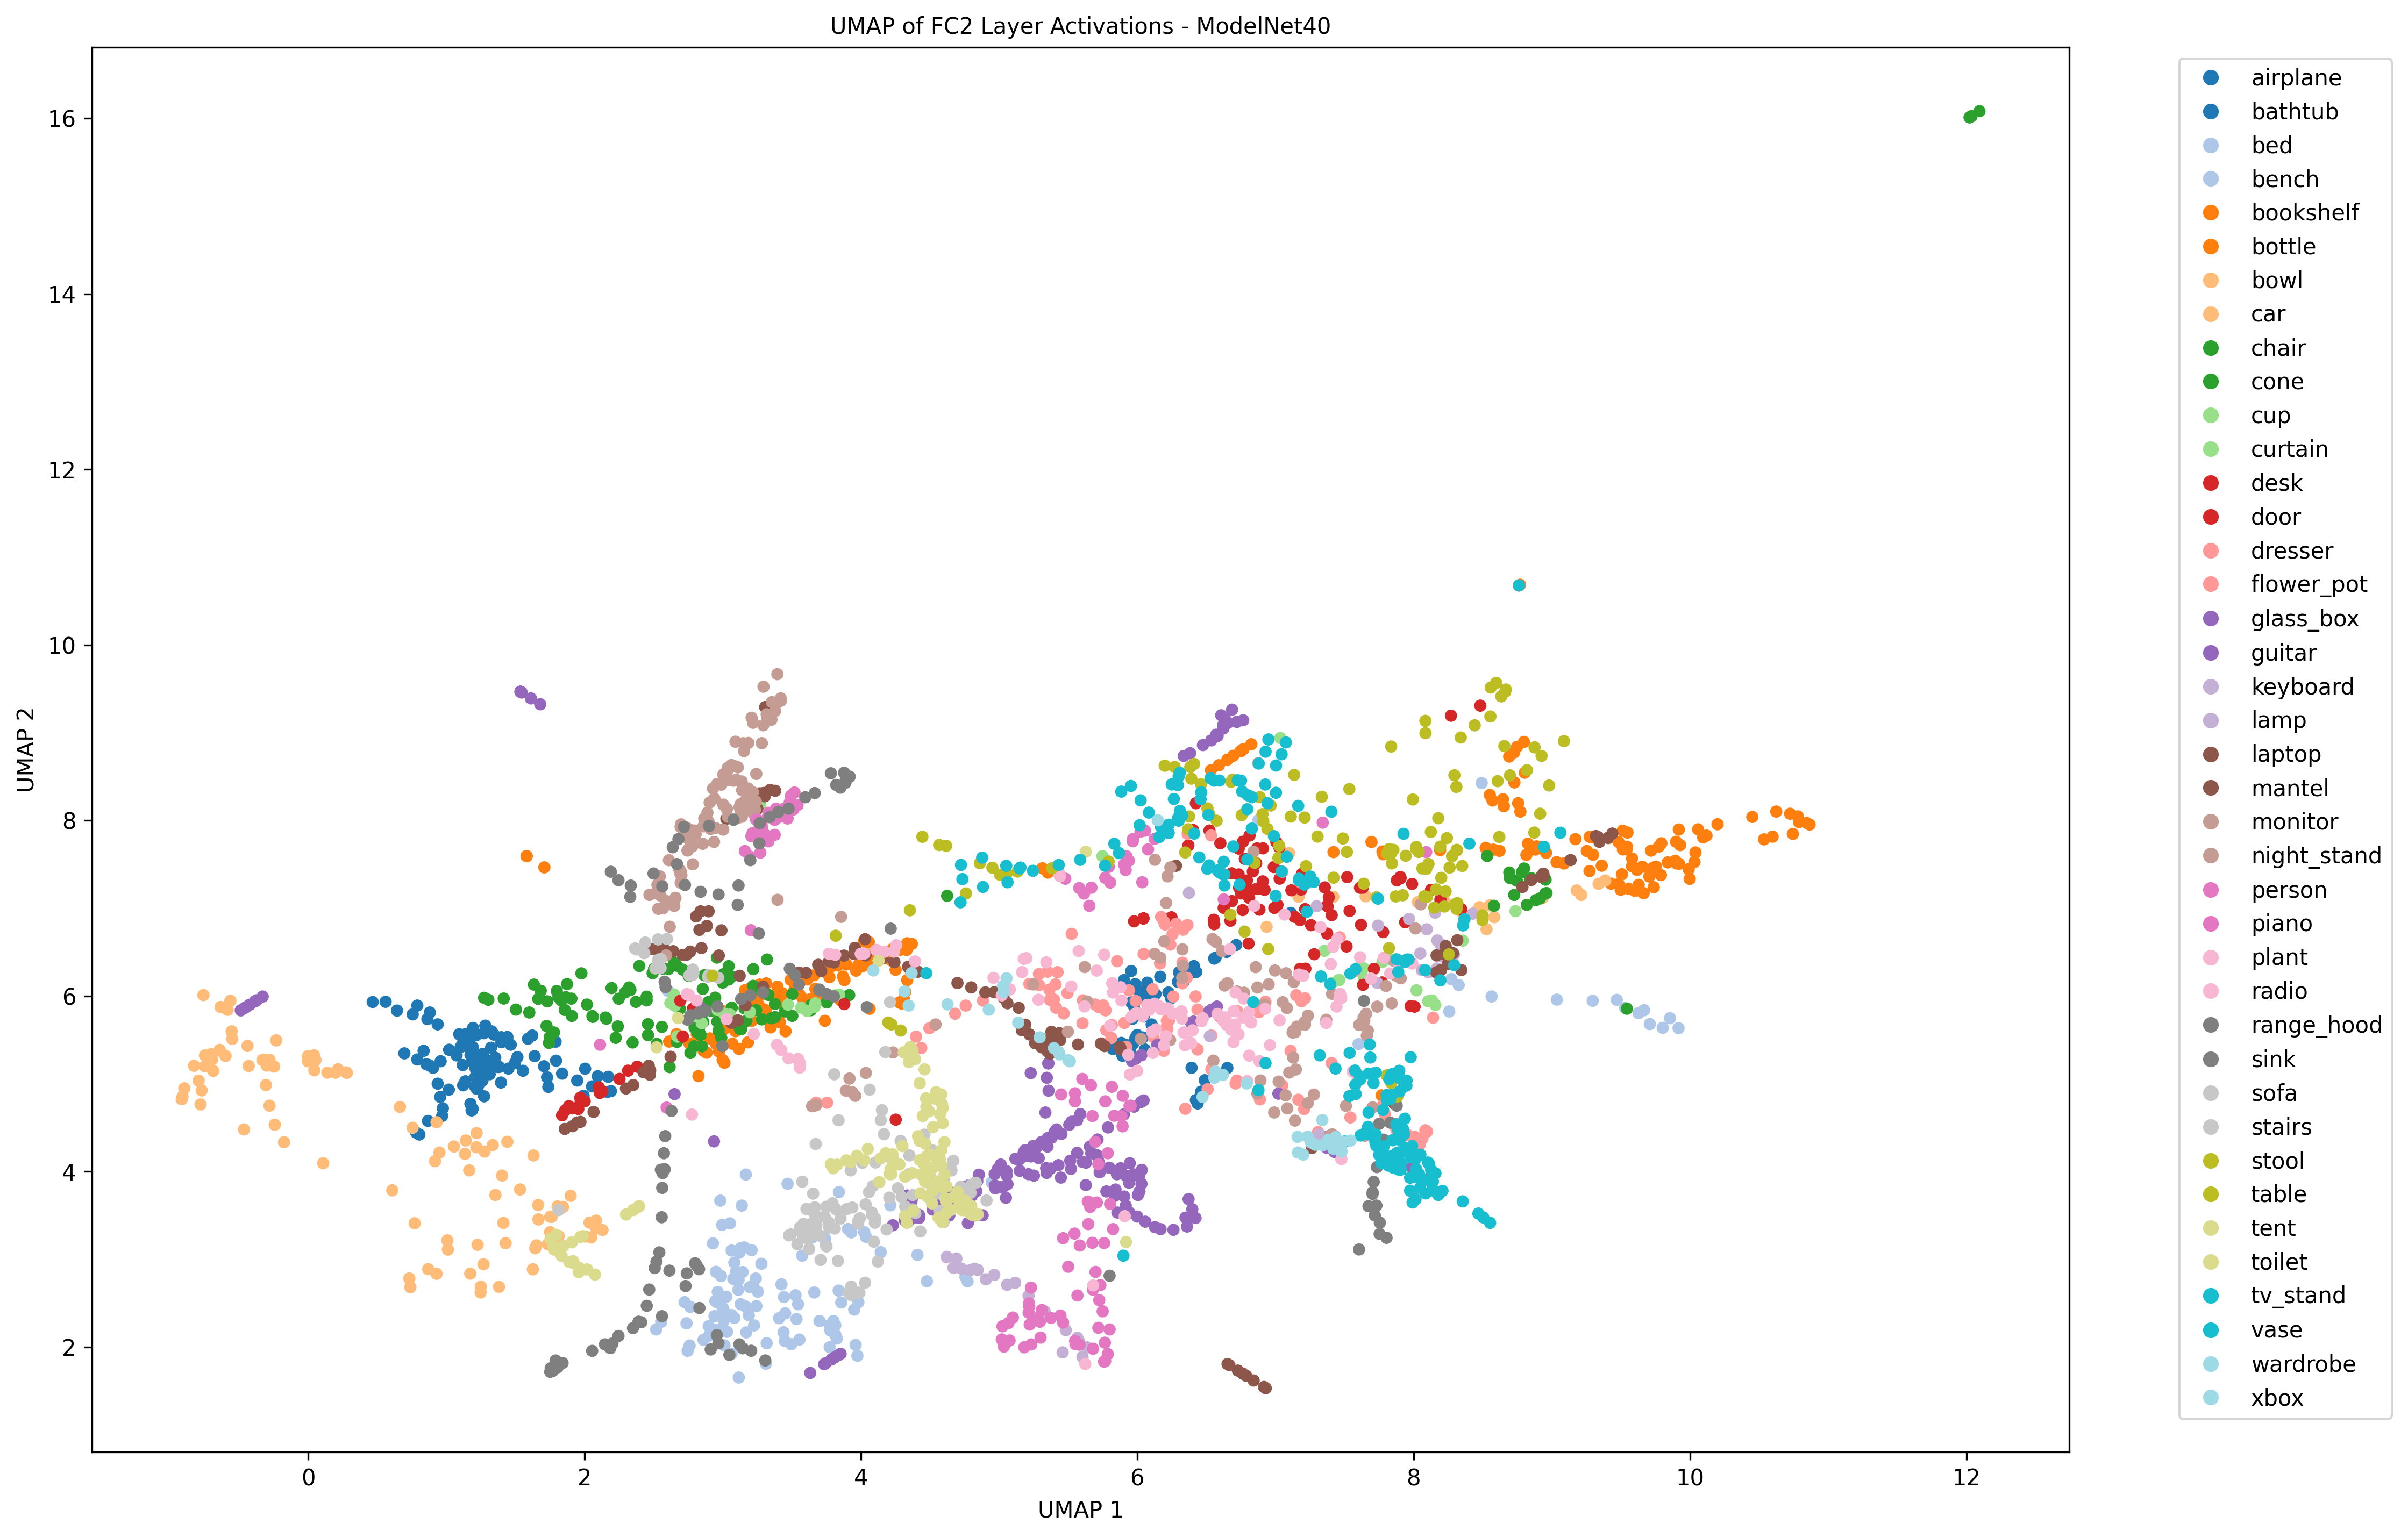 UMAP of FC2 Layer Activations - ModelNet40
UMAP 2
16
14
12
10
8
6
4
2
0
2
4
6
8
10
12
UMAP 1
airplane
bathtub
bed
bench
bookshelf
bottle
bowl
car
chair
cone
cup
curtain
desk
door
dresser
flower_pot
glass_box
guitar
keyboard
lamp
laptop
mantel
monitor
night_stand
person
piano
plant
radio
range_hood
sink
sofa
stairs
stool
table
tent
toilet
tv_stand
vase
wardrobe
xbox